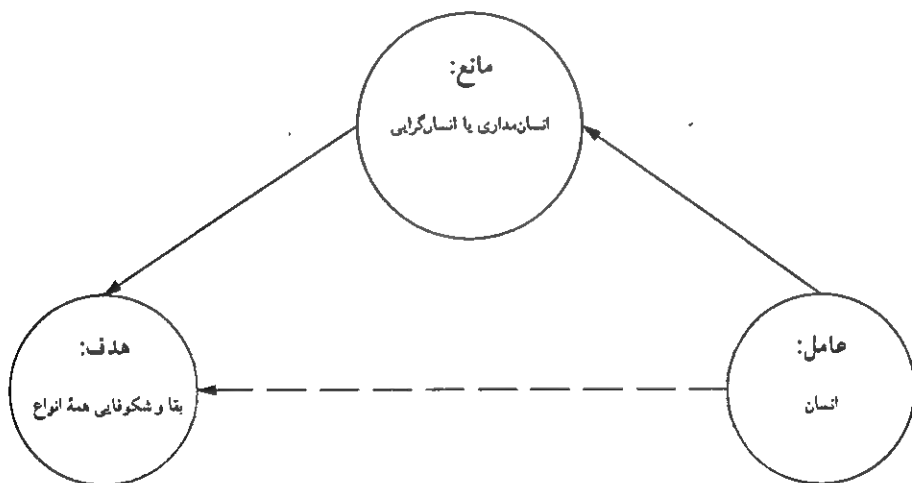 مانع:
انسان‌مداری یا انسان‌گرایی
عامل:
انسان
هدف:
بقا و شکوفایی همهٔ انواع